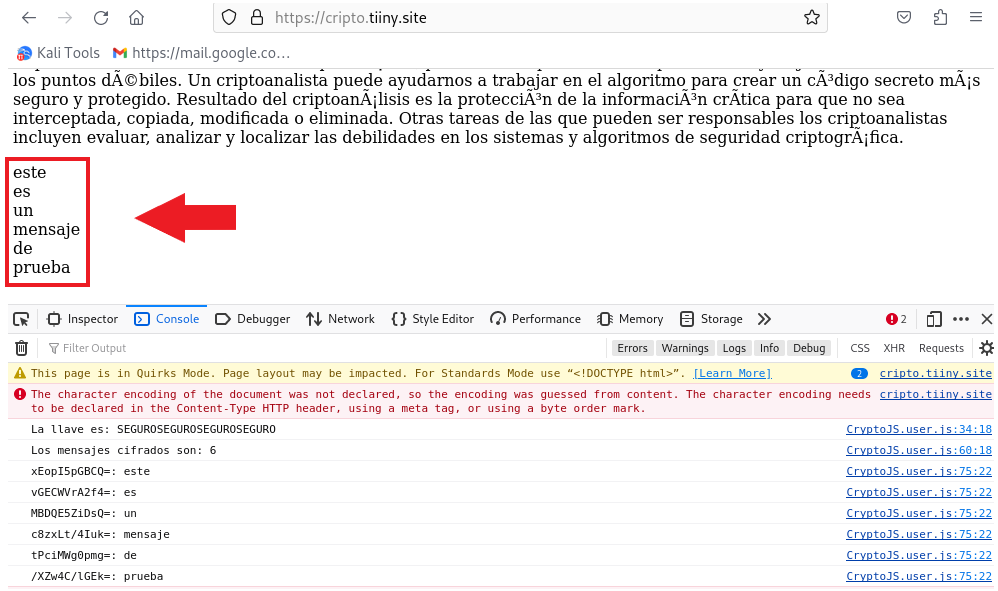 https://cripto.tiiny.site
Kali Tools https://mail.google.co…
los puntos dÃ©biles. Un criptoanalista puede ayudarnos a trabajar en el algoritmo para crear un cÃ³digo secreto mÃ¡s
seguro y protegido. Resultado del criptoanÃ¡lisis es la protecciÃ³n de la informaciÃ³n crÃtica para que no sea
interceptada, copiada, modificada o eliminada. Otras tareas de las que pueden ser responsables los criptoanalistas
incluyen evaluar, analizar y localizar las debilidades en los sistemas y algoritmos de seguridad criptogrÃ¡fica.
este
es
un
mensaje
de
prueba
Inspector Console Debugger Network Style Editor Performance Memory Storage 2
Filter Output Errors Warnings Logs Info Debug CSS XHR Requests
This page is in Quirks Mode. Page layout may be impacted. For Standards Mode use “<!DOCTYPE html>”. [Learn More] 2 cripto.tiiny.site
The character encoding of the document was not declared, so the encoding was guessed from content. The character encoding needs cripto.tiiny.site
to be declared in the Content-Type HTTP header, using a meta tag, or using a byte order mark.
La llave es: SEGUROSEGUROSEGUROSEGURO CryptoJS.user.js:34:18
Los mensajes cifrados son: 6 CryptoJS.user.js:60:18
xEopI5pGBCQ=: este CryptoJS.user.js:75:22
vGECWVrA2f4=: es CryptoJS.user.js:75:22
MBDQE5ZiDsQ=: un CryptoJS.user.js:75:22
c8zxLt/4Iuk=: mensaje CryptoJS.user.js:75:22
tPciMWg0pmg=: de CryptoJS.user.js:75:22
/XZw4C/lGEk=: prueba CryptoJS.user.js:75:22